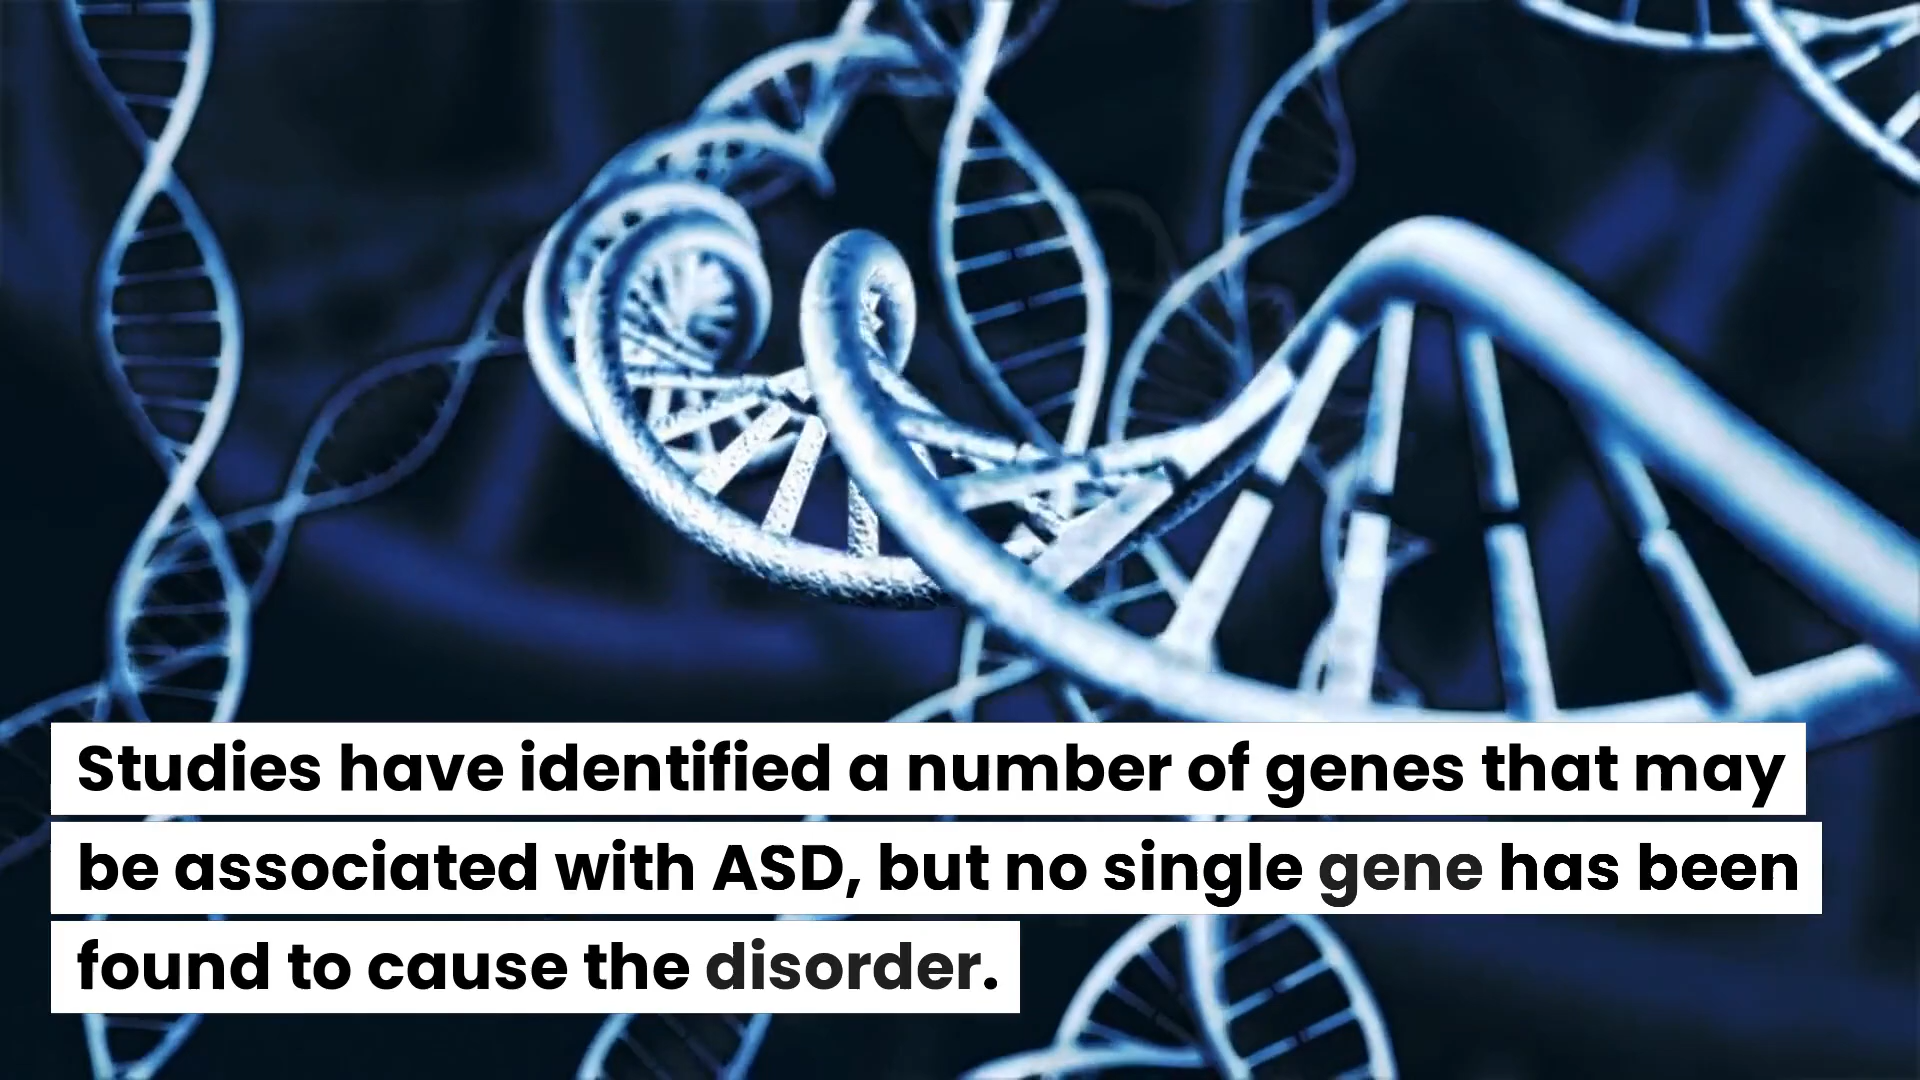 Studies have identified a number of genes that may
be associated with ASD, but no single gene has been
found to cause the disorder.